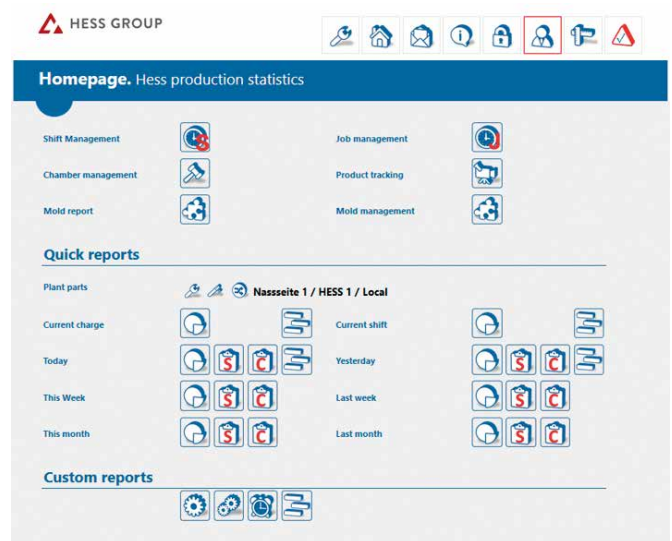 HESS GROUP
Homepage. Hess production statistics
Shift Management S Job management J
Chamber management Product tracking
Mold report Mold management
Quick reports
Plant parts Nassseite 1 / HESS 1 / Local
Current charge Current shift
Today S C Yesterday S C
This Week S C Last week S C
This month S C Last month S C
Custom reports